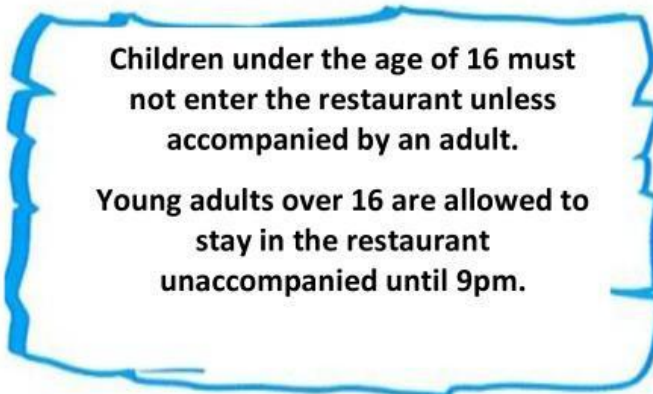 Children under the age of 16 must
not enter the restaurant unless
accompanied by an adult.
Young adults over 16 are allowed to
stay in the restaurant
unaccompanied until 9pm.